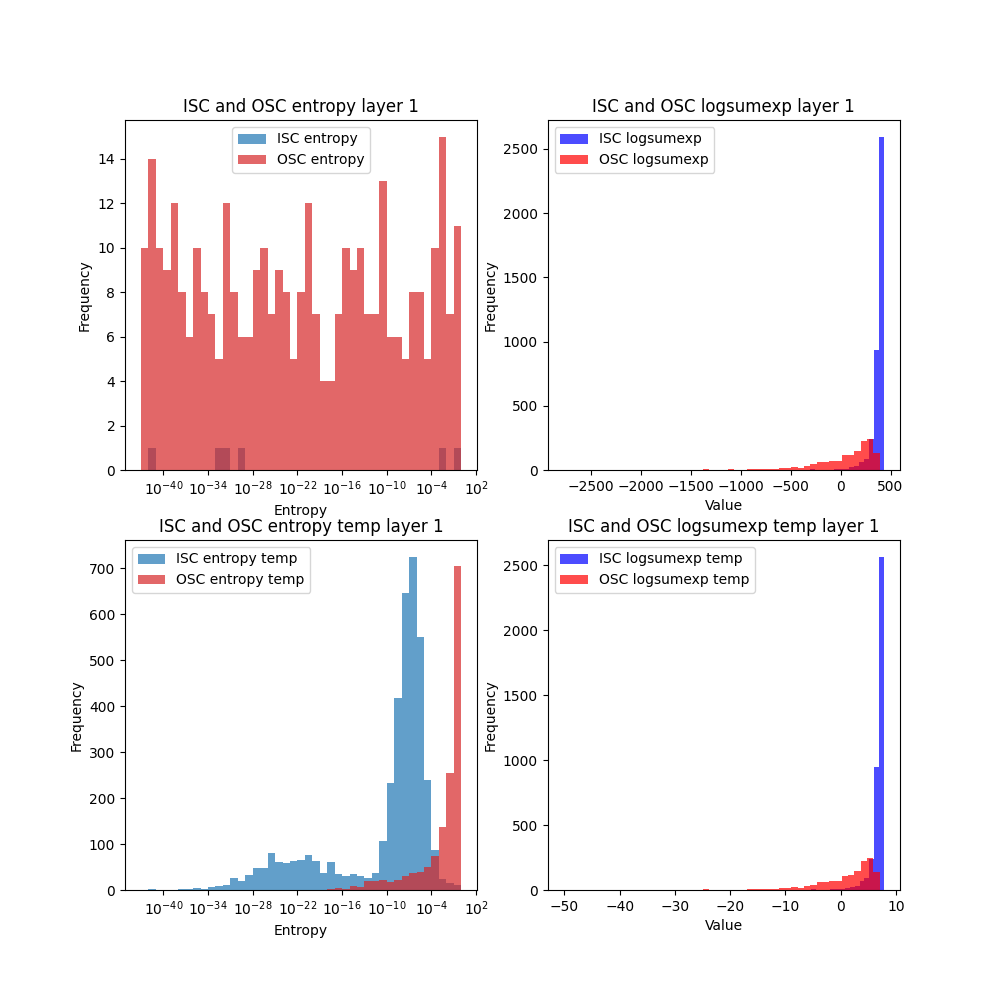 ISC and OSC entropy layer 1
ISC entropy
OSC entropy
Frequency
14
12
10
8
6
4
2
0
10⁻⁴⁰ 10⁻³⁴ 10⁻²⁸ 10⁻²² 10⁻¹⁶ 10⁻¹⁰ 10⁻⁴ 10²
Entropy
ISC and OSC logsumexp layer 1
ISC logsumexp
OSC logsumexp
Frequency
2500
2000
1500
1000
500
0
−2500 −2000 −1500 −1000 −500 0 500
Value
ISC and OSC entropy temp layer 1
ISC entropy temp
OSC entropy temp
Frequency
700
600
500
400
300
200
100
0
10⁻⁴⁰ 10⁻³⁴ 10⁻²⁸ 10⁻²² 10⁻¹⁶ 10⁻¹⁰ 10⁻⁴ 10²
Entropy
ISC and OSC logsumexp temp layer 1
ISC logsumexp temp
OSC logsumexp temp
Frequency
2500
2000
1500
1000
500
0
−50 −40 −30 −20 −10 0 10
Value